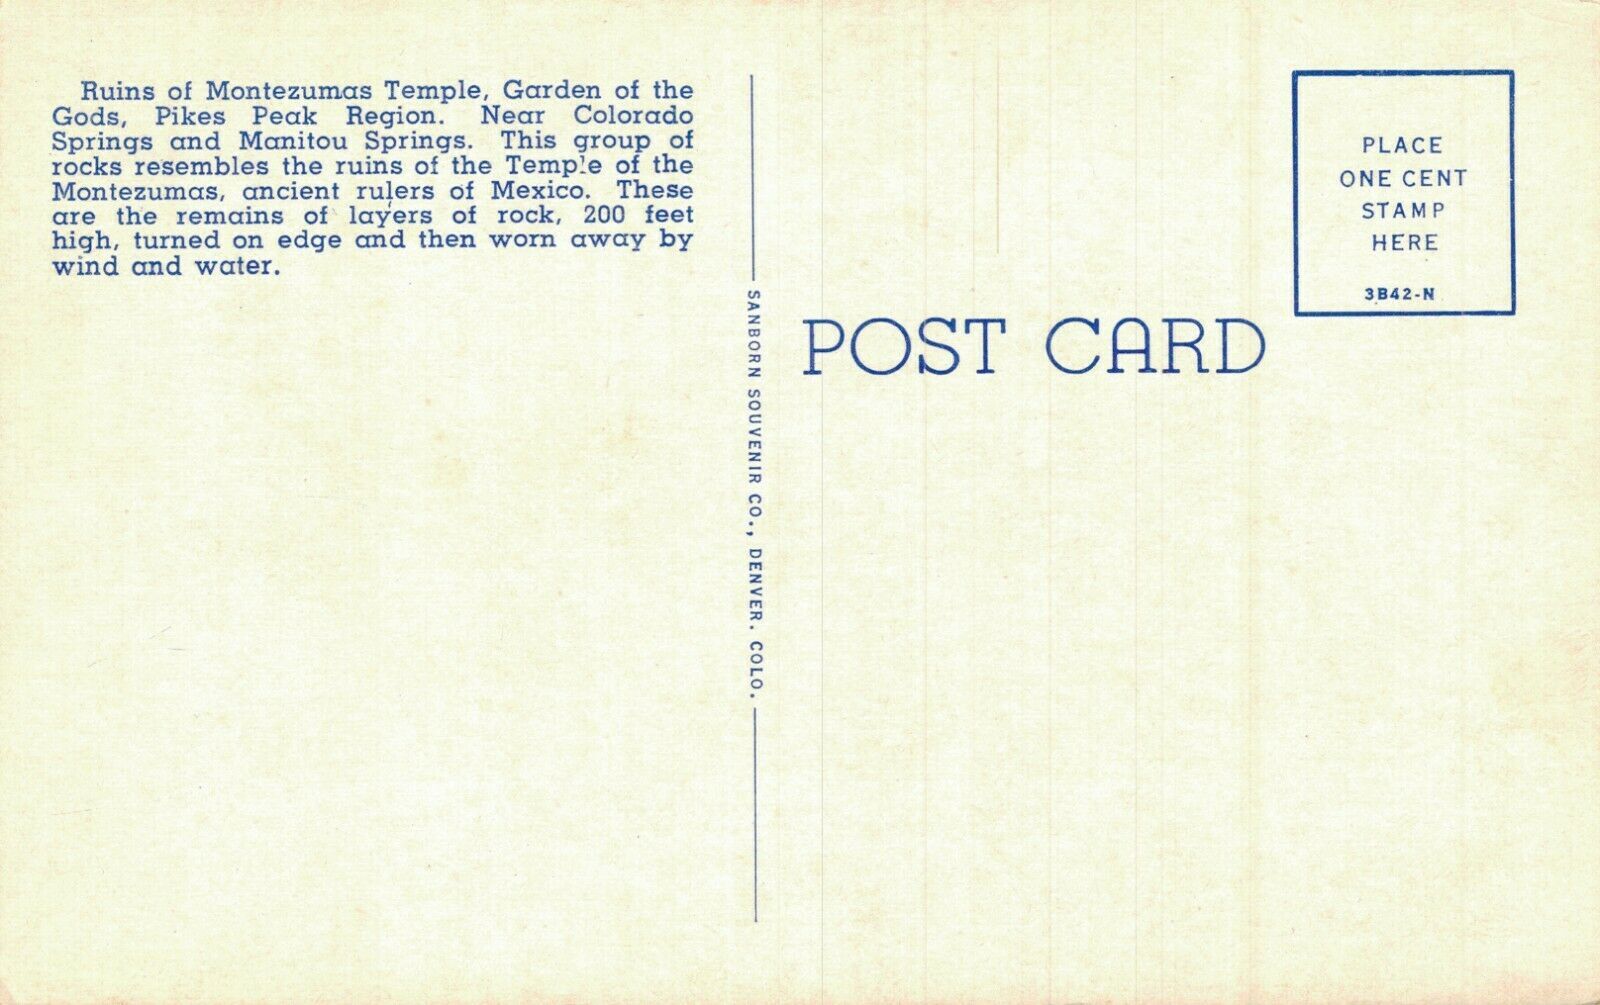 Ruins of Montezumas Temple, Garden of the
Gods, Pikes Peak Region. Near Colorado
Springs and Manitou Springs. This group of
rocks resembles the ruins of the Temple of the
Montezumas, ancient rulers of Mexico. These
are the remains of layers of rock, 200 feet
high, turned on edge and then worn away by
wind and water.
SANBORN SOUVENIR CO., DENVER. COLO.
POST CARD
PLACE
ONE CENT
STAMP
HERE
3B42-N